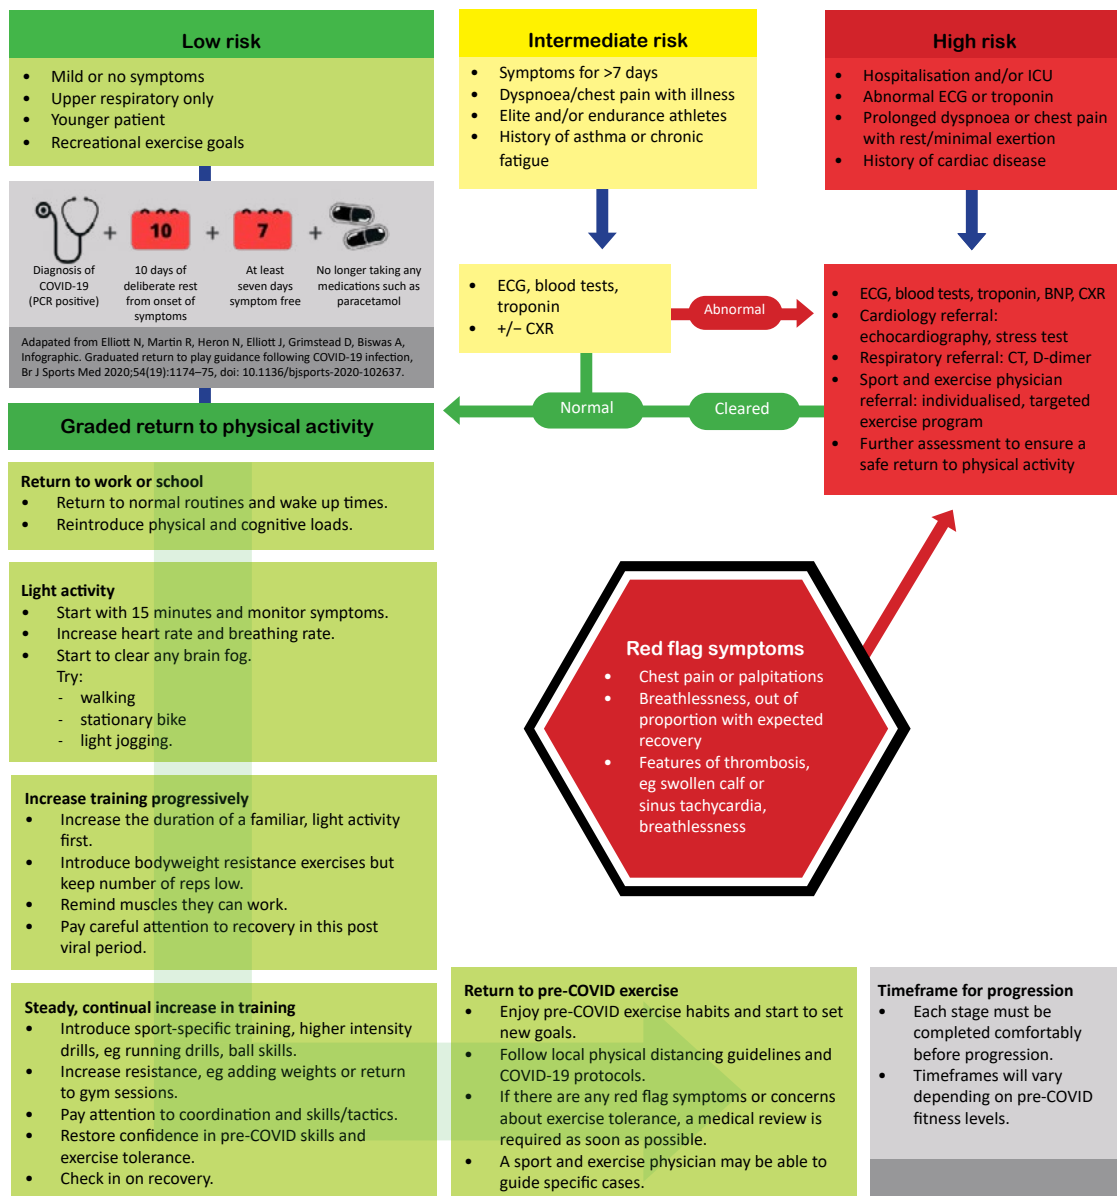 Low risk
• Mild or no symptoms
• Upper respiratory only
• Younger patient
• Recreational exercise goals
Intermediate risk
• Symptoms for >7 days
• Dyspnoea/chest pain with illness
• Elite and/or endurance athletes
• History of asthma or chronic
fatigue
High risk
• Hospitalisation and/or ICU
• Abnormal ECG or troponin
• Prolonged dyspnoea or chest pain
with rest/minimal exertion
• History of cardiac disease
+ 10 + 7 +
Diagnosis of
COVID-19
(PCR positive)
10 days of
deliberate rest
from onset of
symptoms
At least
seven days
symptom free
No longer taking any
medications such as
paracetamol
Adapated from Elliott N, Martin R, Heron N, Elliott J, Grimstead D, Biswas A,
Infographic. Graduated return to play guidance following COVID-19 infection,
Br J Sports Med 2020;54(19):1174–75, doi: 10.1136/bjsports-2020-102637.
• ECG, blood tests,
troponin
• +/– CXR
Abnormal
• ECG, blood tests, troponin, BNP, CXR
• Cardiology referral:
echocardiography, stress test
• Respiratory referral: CT, D-dimer
• Sport and exercise physician
referral: individualised, targeted
exercise program
• Further assessment to ensure a
safe return to physical activity
Normal
Cleared
Graded return to physical activity
Return to work or school
• Return to normal routines and wake up times.
• Reintroduce physical and cognitive loads.
Light activity
• Start with 15 minutes and monitor symptoms.
• Increase heart rate and breathing rate.
• Start to clear any brain fog.
Try:
- walking
- stationary bike
- light jogging.
Red flag symptoms
• Chest pain or palpitations
• Breathlessness, out of
proportion with expected
recovery
• Features of thrombosis,
eg swollen calf or
sinus tachycardia,
breathlessness
Increase training progressively
• Increase the duration of a familiar, light activity
first.
• Introduce bodyweight resistance exercises but
keep number of reps low.
• Remind muscles they can work.
• Pay careful attention to recovery in this post
viral period.
Steady, continual increase in training
• Introduce sport-specific training, higher intensity
drills, eg running drills, ball skills.
• Increase resistance, eg adding weights or return
to gym sessions.
• Pay attention to coordination and skills/tactics.
• Restore confidence in pre-COVID skills and
exercise tolerance.
• Check in on recovery.
Return to pre-COVID exercise
• Enjoy pre-COVID exercise habits and start to set
new goals.
• Follow local physical distancing guidelines and
COVID-19 protocols.
• If there are any red flag symptoms or concerns
about exercise tolerance, a medical review is
required as soon as possible.
• A sport and exercise physician may be able to
guide specific cases.
Timeframe for progression
• Each stage must be
completed comfortably
before progression.
• Timeframes will vary
depending on pre-COVID
fitness levels.